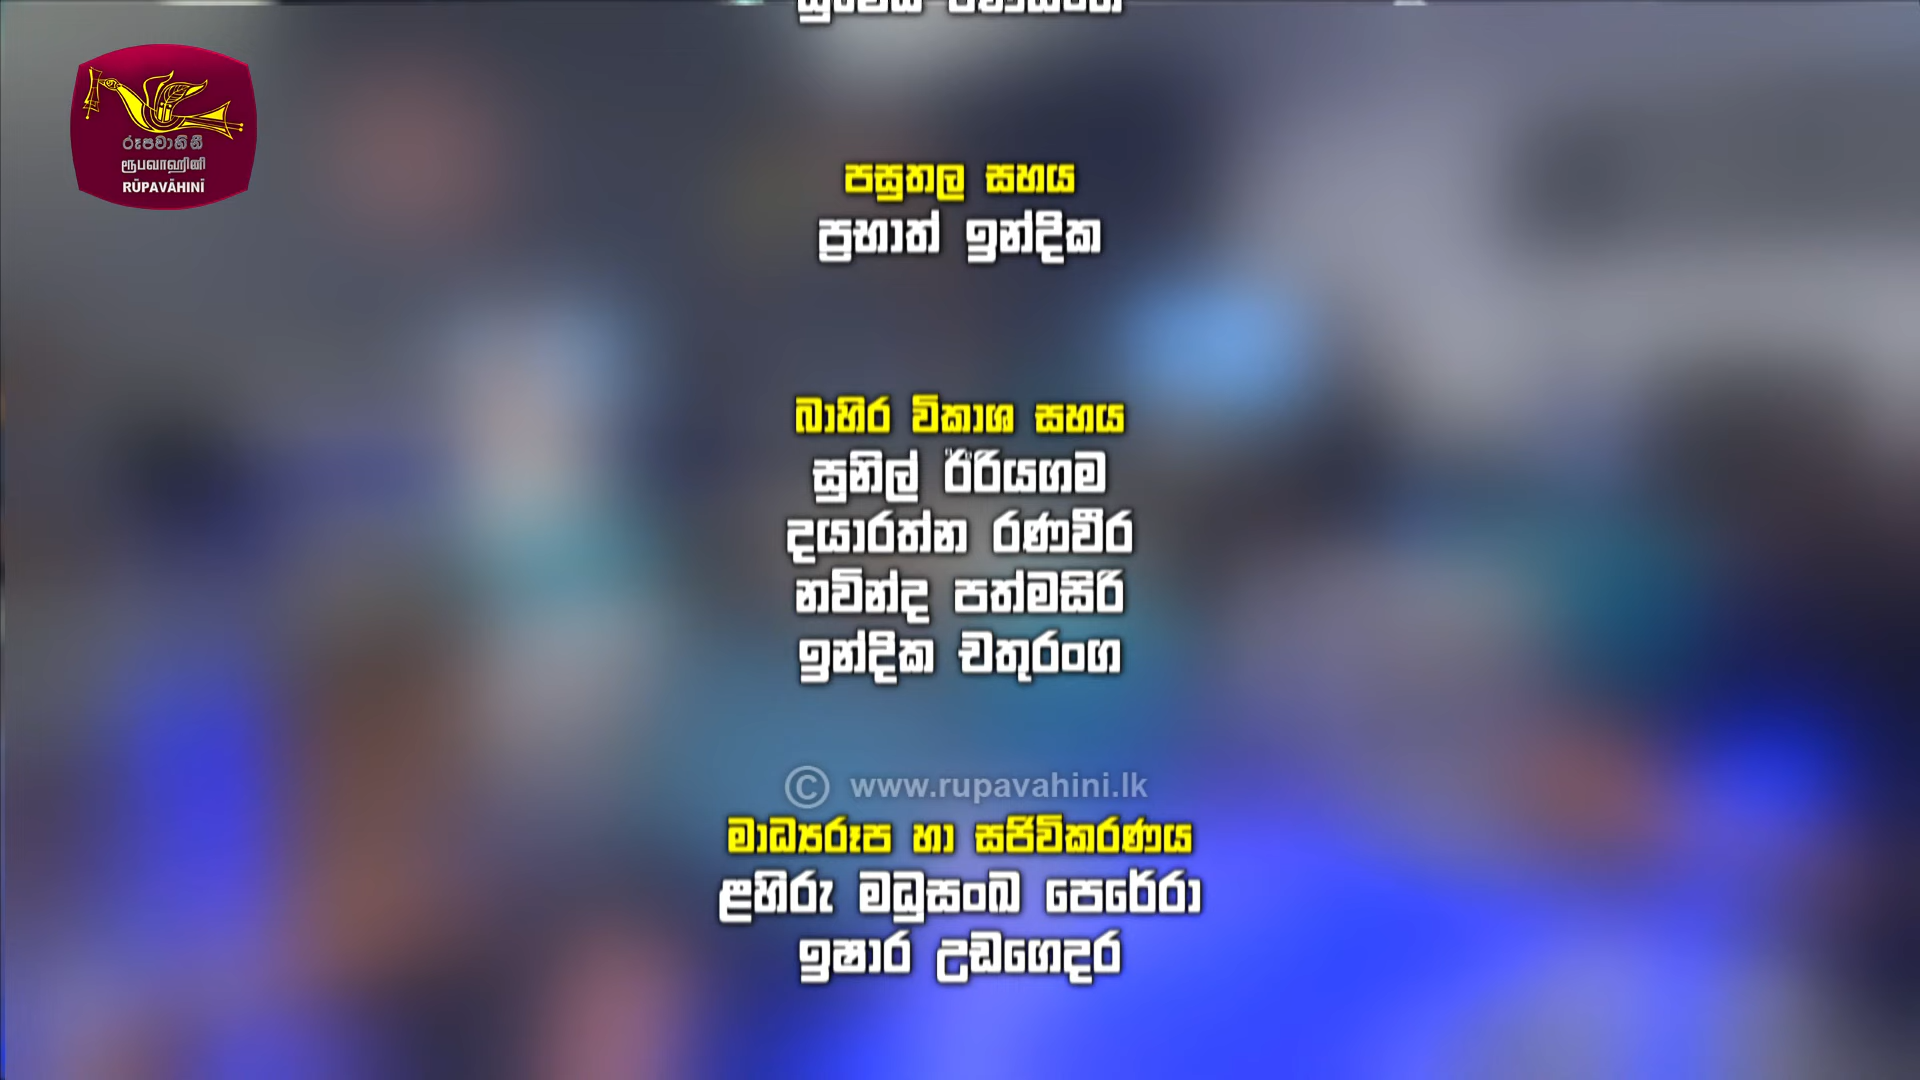 රූපවාහිනී
ரூபவாஹினி
RŪPAVĀHINĪ
පසුතල සහය
ප්‍රභාත් ඉන්දික
බාහිර විකාශ සහය
සුනිල් ඊරියගම
දයාරත්න රණවීර
නවින්ද පත්මසිරි
ඉන්දික චතුරංග
© www.rupavahini.lk
මාධ්‍යරූප හා සජිවිකරණය
ළහිරු මධුසංඛ පෙරේරා
ඉෂාර උඩගෙදර